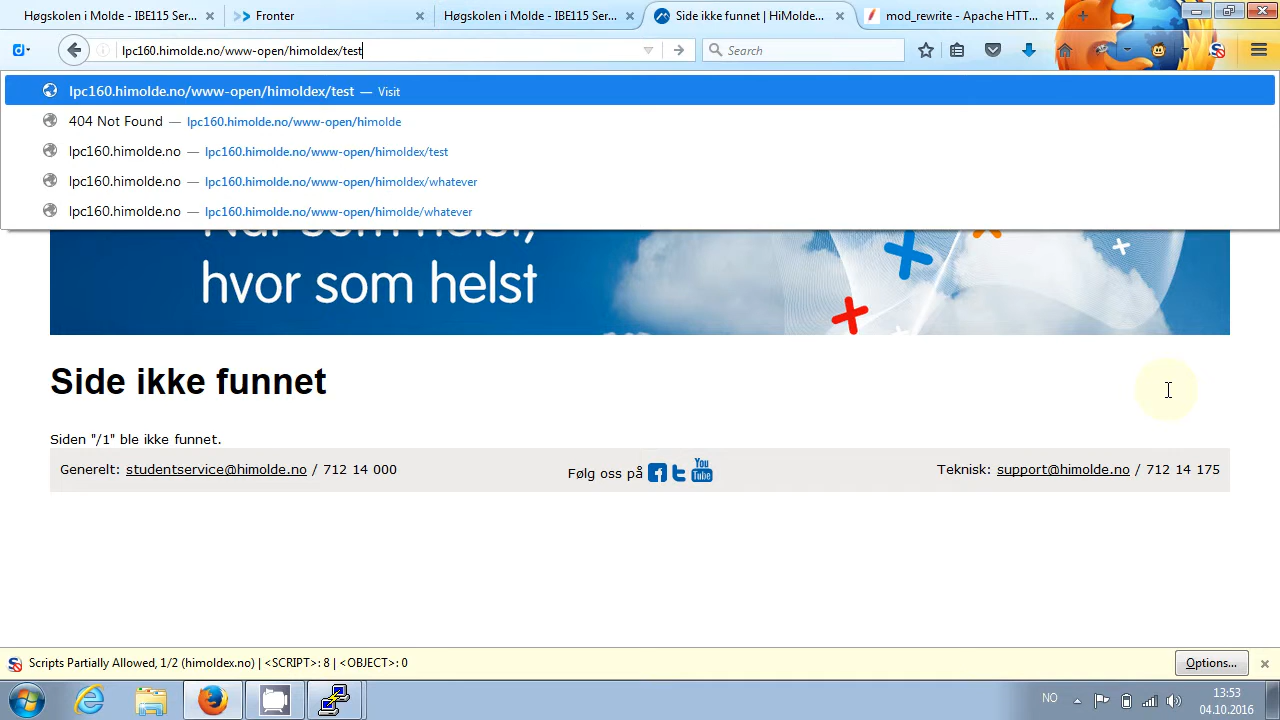 Høgskolen i Molde - IBE115 Ser... × Fronter × Høgskolen i Molde - IBE115 Ser... × Side ikke funnet | HiMolde... × mod_rewrite - Apache HTT... ×
lpc160.himolde.no/www-open/himoldex/test Search
lpc160.himolde.no/www-open/himoldex/test — Visit
404 Not Found — lpc160.himolde.no/www-open/himolde
lpc160.himolde.no — lpc160.himolde.no/www-open/himoldex/test
lpc160.himolde.no — lpc160.himolde.no/www-open/himoldex/whatever
lpc160.himolde.no — lpc160.himolde.no/www-open/himolde/whatever
Når som helst,
hvor som helst
Side ikke funnet
Siden "/1" ble ikke funnet.
Generelt: studentservice@himolde.no / 712 14 000 Følg oss på You Tube Teknisk: support@himolde.no / 712 14 175
Scripts Partially Allowed, 1/2 (himoldex.no) | <SCRIPT>: 8 | <OBJECT>: 0 Options...
NO 13:53
04.10.2016